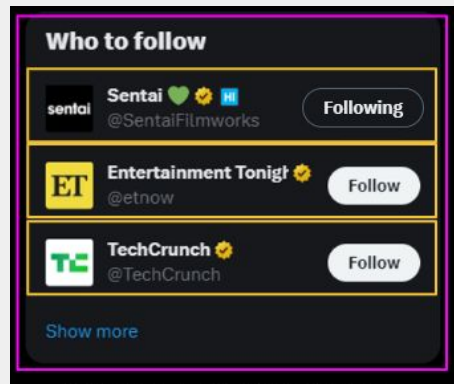 Who to follow
sentai
Sentai 💚 HI
@SentaiFilmworks
Following
ET
Entertainment Tonigh
@etnow
Follow
TC
TechCrunch
@TechCrunch
Follow
Show more